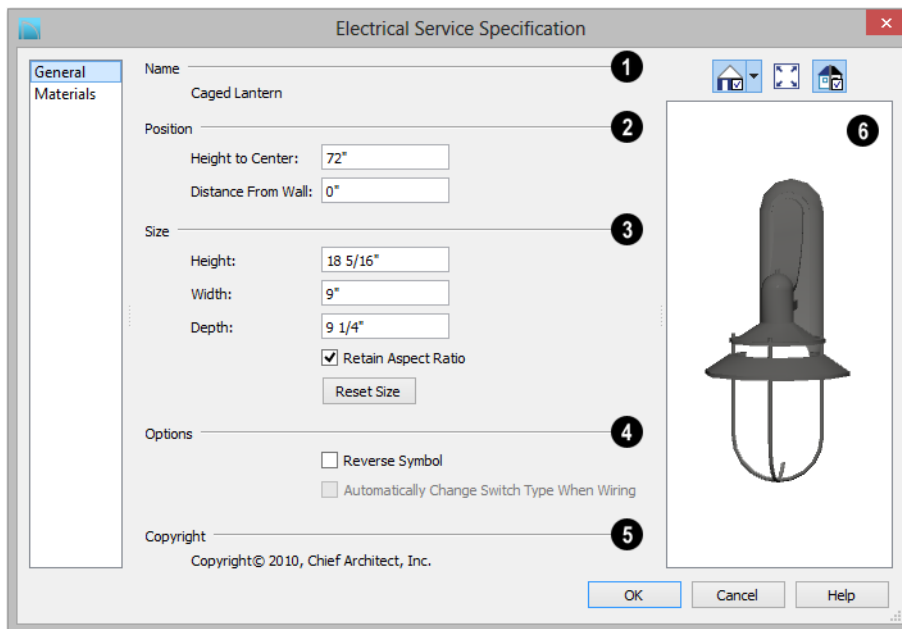 Electrical Service Specification
General
Materials
Name
1
Caged Lantern
Position
2
Height to Center: 72"
Distance From Wall: 0"
Size
3
Height: 18 5/16"
Width: 9"
Depth: 9 1/4"
Retain Aspect Ratio
Reset Size
Options
4
Reverse Symbol
Automatically Change Switch Type When Wiring
Copyright
5
Copyright© 2010, Chief Architect, Inc.
6
OK
Cancel
Help